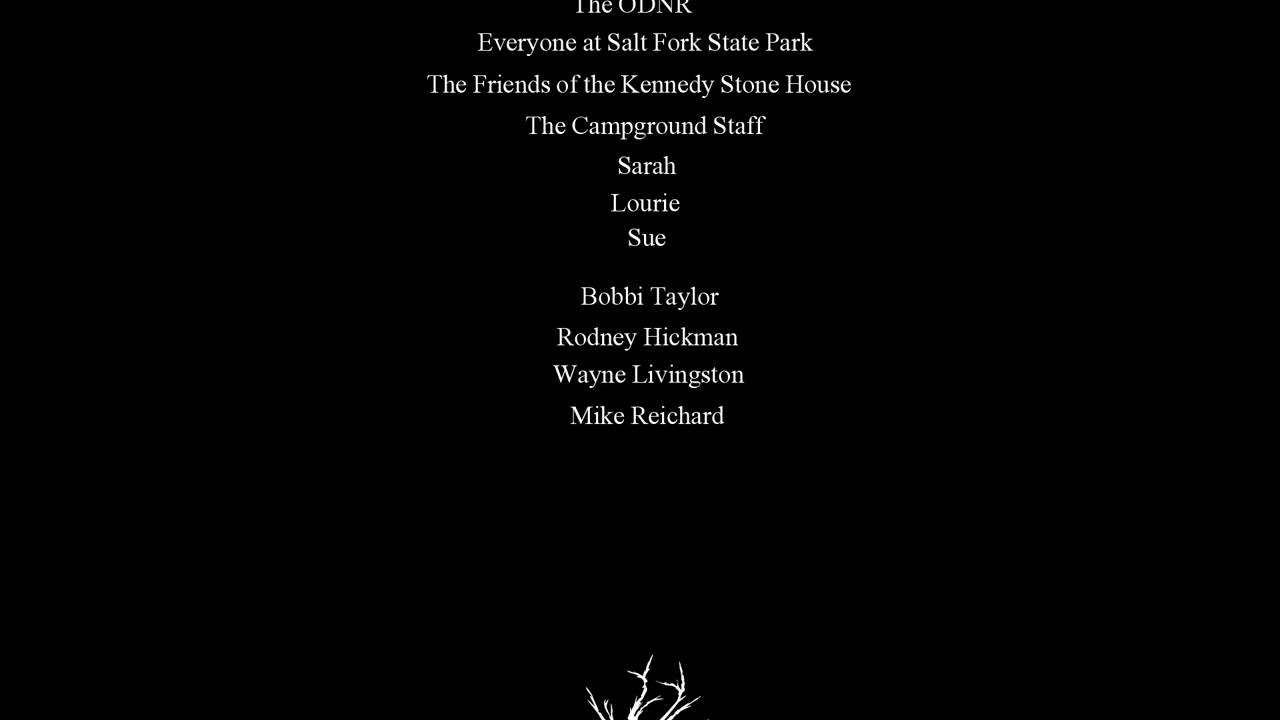 The ODNR
Everyone at Salt Fork State Park
The Friends of the Kennedy Stone House
The Campground Staff
Sarah
Lourie
Sue
Bobbi Taylor
Rodney Hickman
Wayne Livingston
Mike Reichard